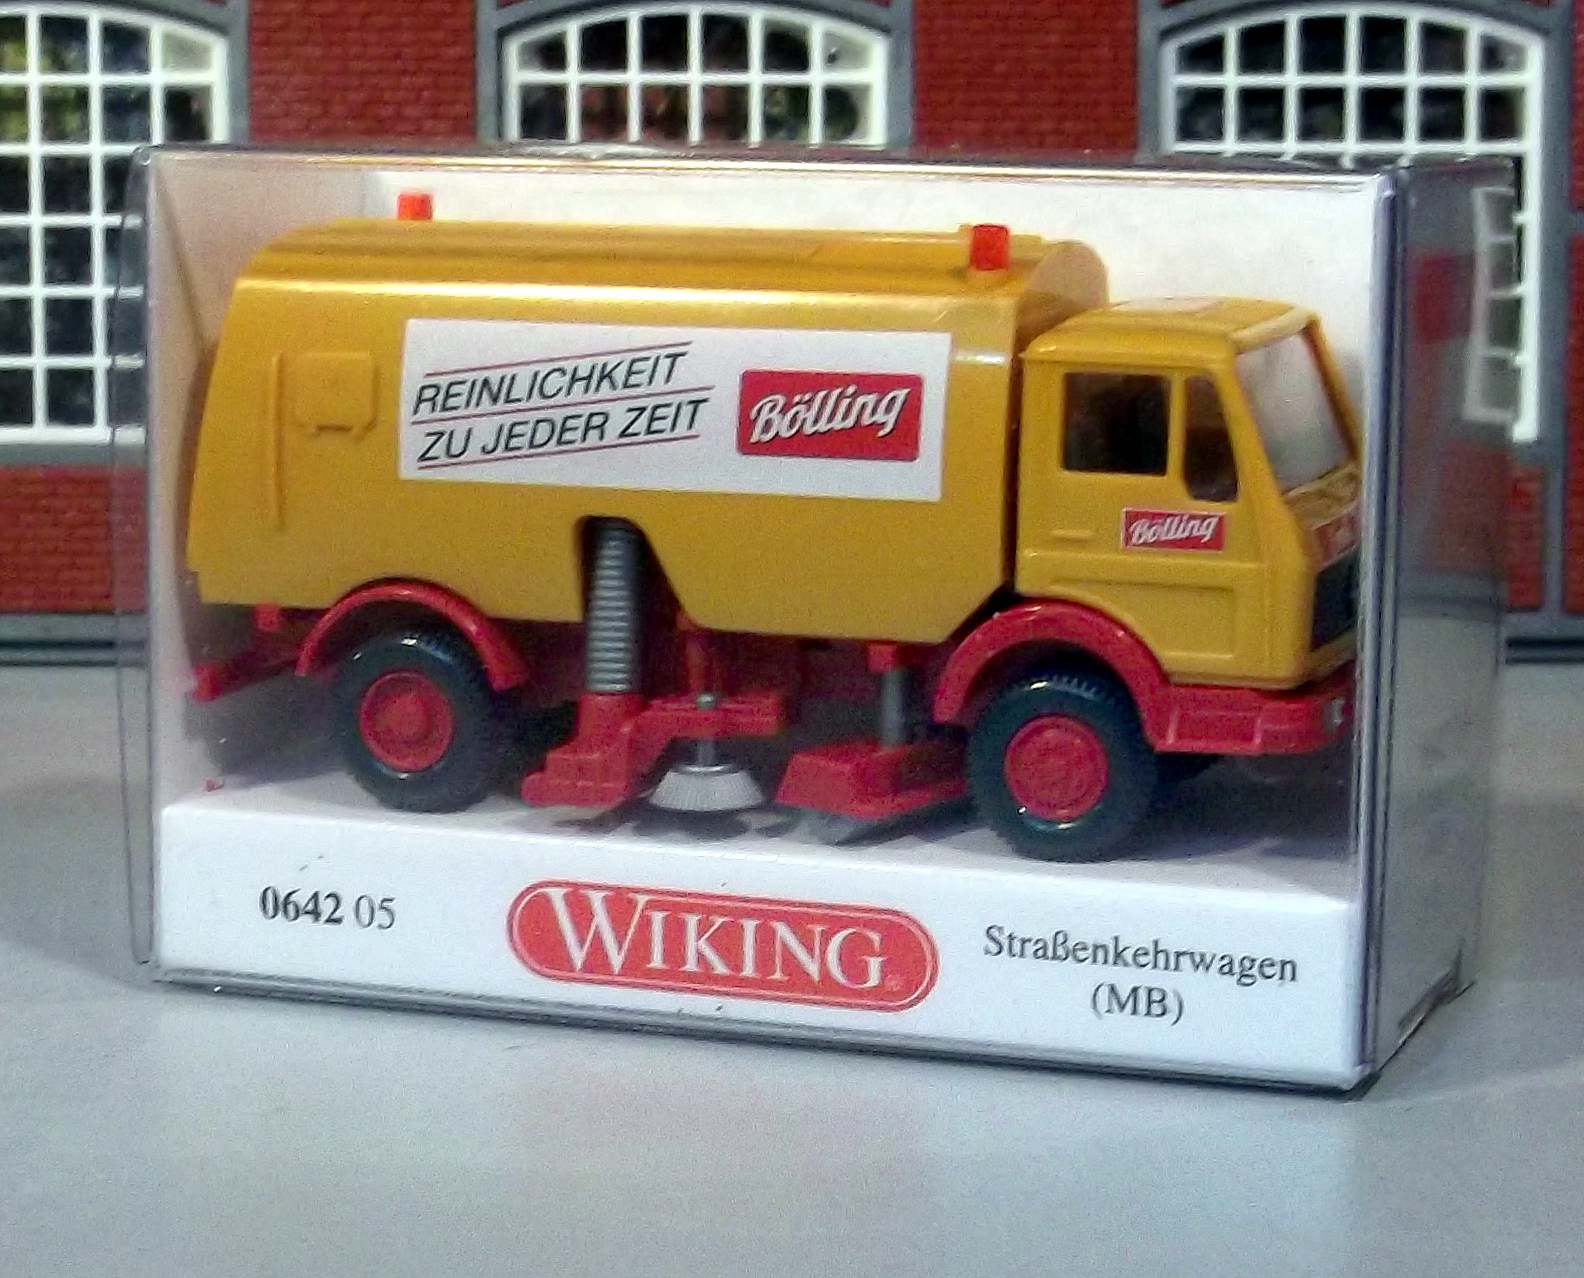 REINLICHKEIT
ZU JEDER ZEIT
Bölling
Bölling
0642 05
WIKING
Straßenkehrwagen
(MB)